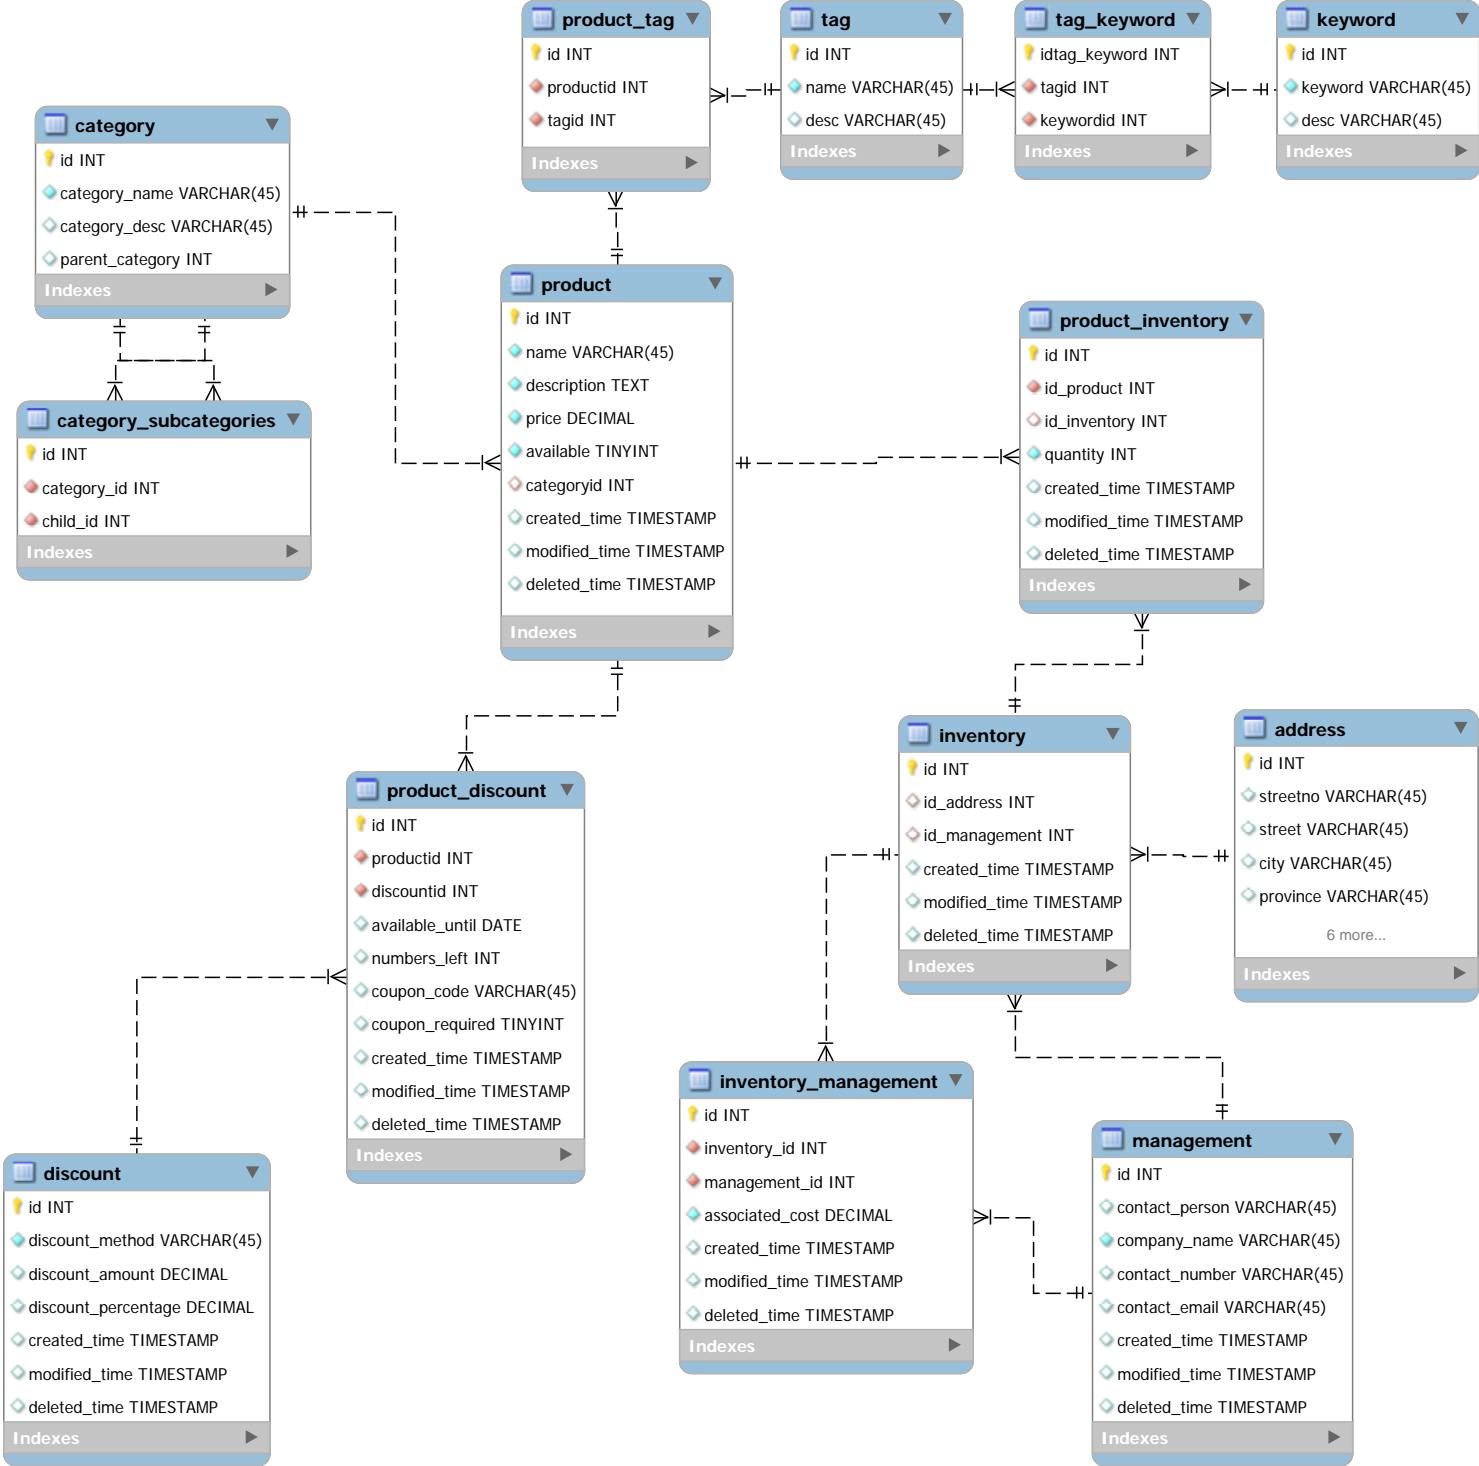 product_tag
id INT
productid INT
tagid INT
Indexes
tag
id INT
name VARCHAR(45)
desc VARCHAR(45)
Indexes
tag_keyword
idtag_keyword INT
tagid INT
keywordid INT
Indexes
keyword
id INT
keyword VARCHAR(45)
desc VARCHAR(45)
Indexes
category
id INT
category_name VARCHAR(45)
category_desc VARCHAR(45)
parent_category INT
Indexes
category_subcategories
id INT
category_id INT
child_id INT
Indexes
product
id INT
name VARCHAR(45)
description TEXT
price DECIMAL
available TINYINT
categoryid INT
created_time TIMESTAMP
modified_time TIMESTAMP
deleted_time TIMESTAMP
Indexes
product_inventory
id INT
id_product INT
id_inventory INT
quantity INT
created_time TIMESTAMP
modified_time TIMESTAMP
deleted_time TIMESTAMP
Indexes
inventory
id INT
id_address INT
id_management INT
created_time TIMESTAMP
modified_time TIMESTAMP
deleted_time TIMESTAMP
Indexes
address
id INT
streetno VARCHAR(45)
street VARCHAR(45)
city VARCHAR(45)
province VARCHAR(45)
6 more...
Indexes
product_discount
id INT
productid INT
discountid INT
available_until DATE
numbers_left INT
coupon_code VARCHAR(45)
coupon_required TINYINT
created_time TIMESTAMP
modified_time TIMESTAMP
deleted_time TIMESTAMP
Indexes
discount
id INT
discount_method VARCHAR(45)
discount_amount DECIMAL
discount_percentage DECIMAL
created_time TIMESTAMP
modified_time TIMESTAMP
deleted_time TIMESTAMP
Indexes
inventory_management
id INT
inventory_id INT
management_id INT
associated_cost DECIMAL
created_time TIMESTAMP
modified_time TIMESTAMP
deleted_time TIMESTAMP
Indexes
management
id INT
contact_person VARCHAR(45)
company_name VARCHAR(45)
contact_number VARCHAR(45)
contact_email VARCHAR(45)
created_time TIMESTAMP
modified_time TIMESTAMP
deleted_time TIMESTAMP
Indexes